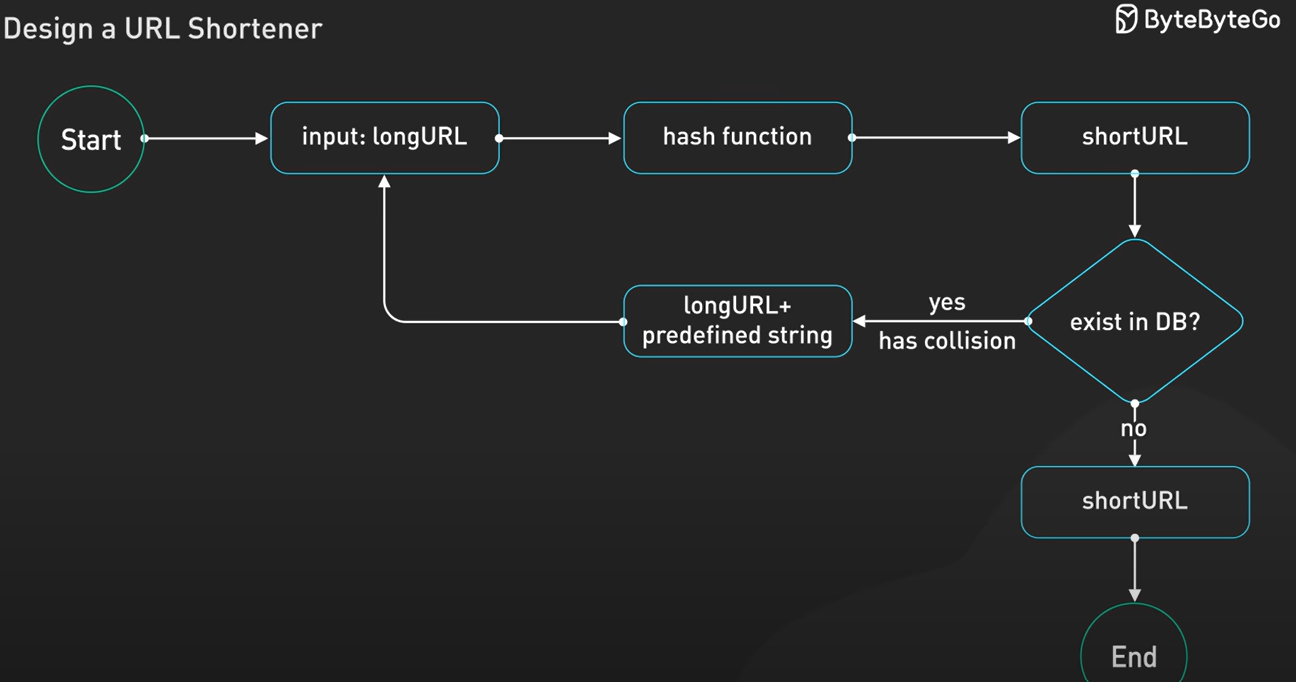 Design a URL Shortener
ByteByteGo
Start
input: longURL
hash function
shortURL
exist in DB?
yes
has collision
longURL+
predefined string
no
shortURL
End